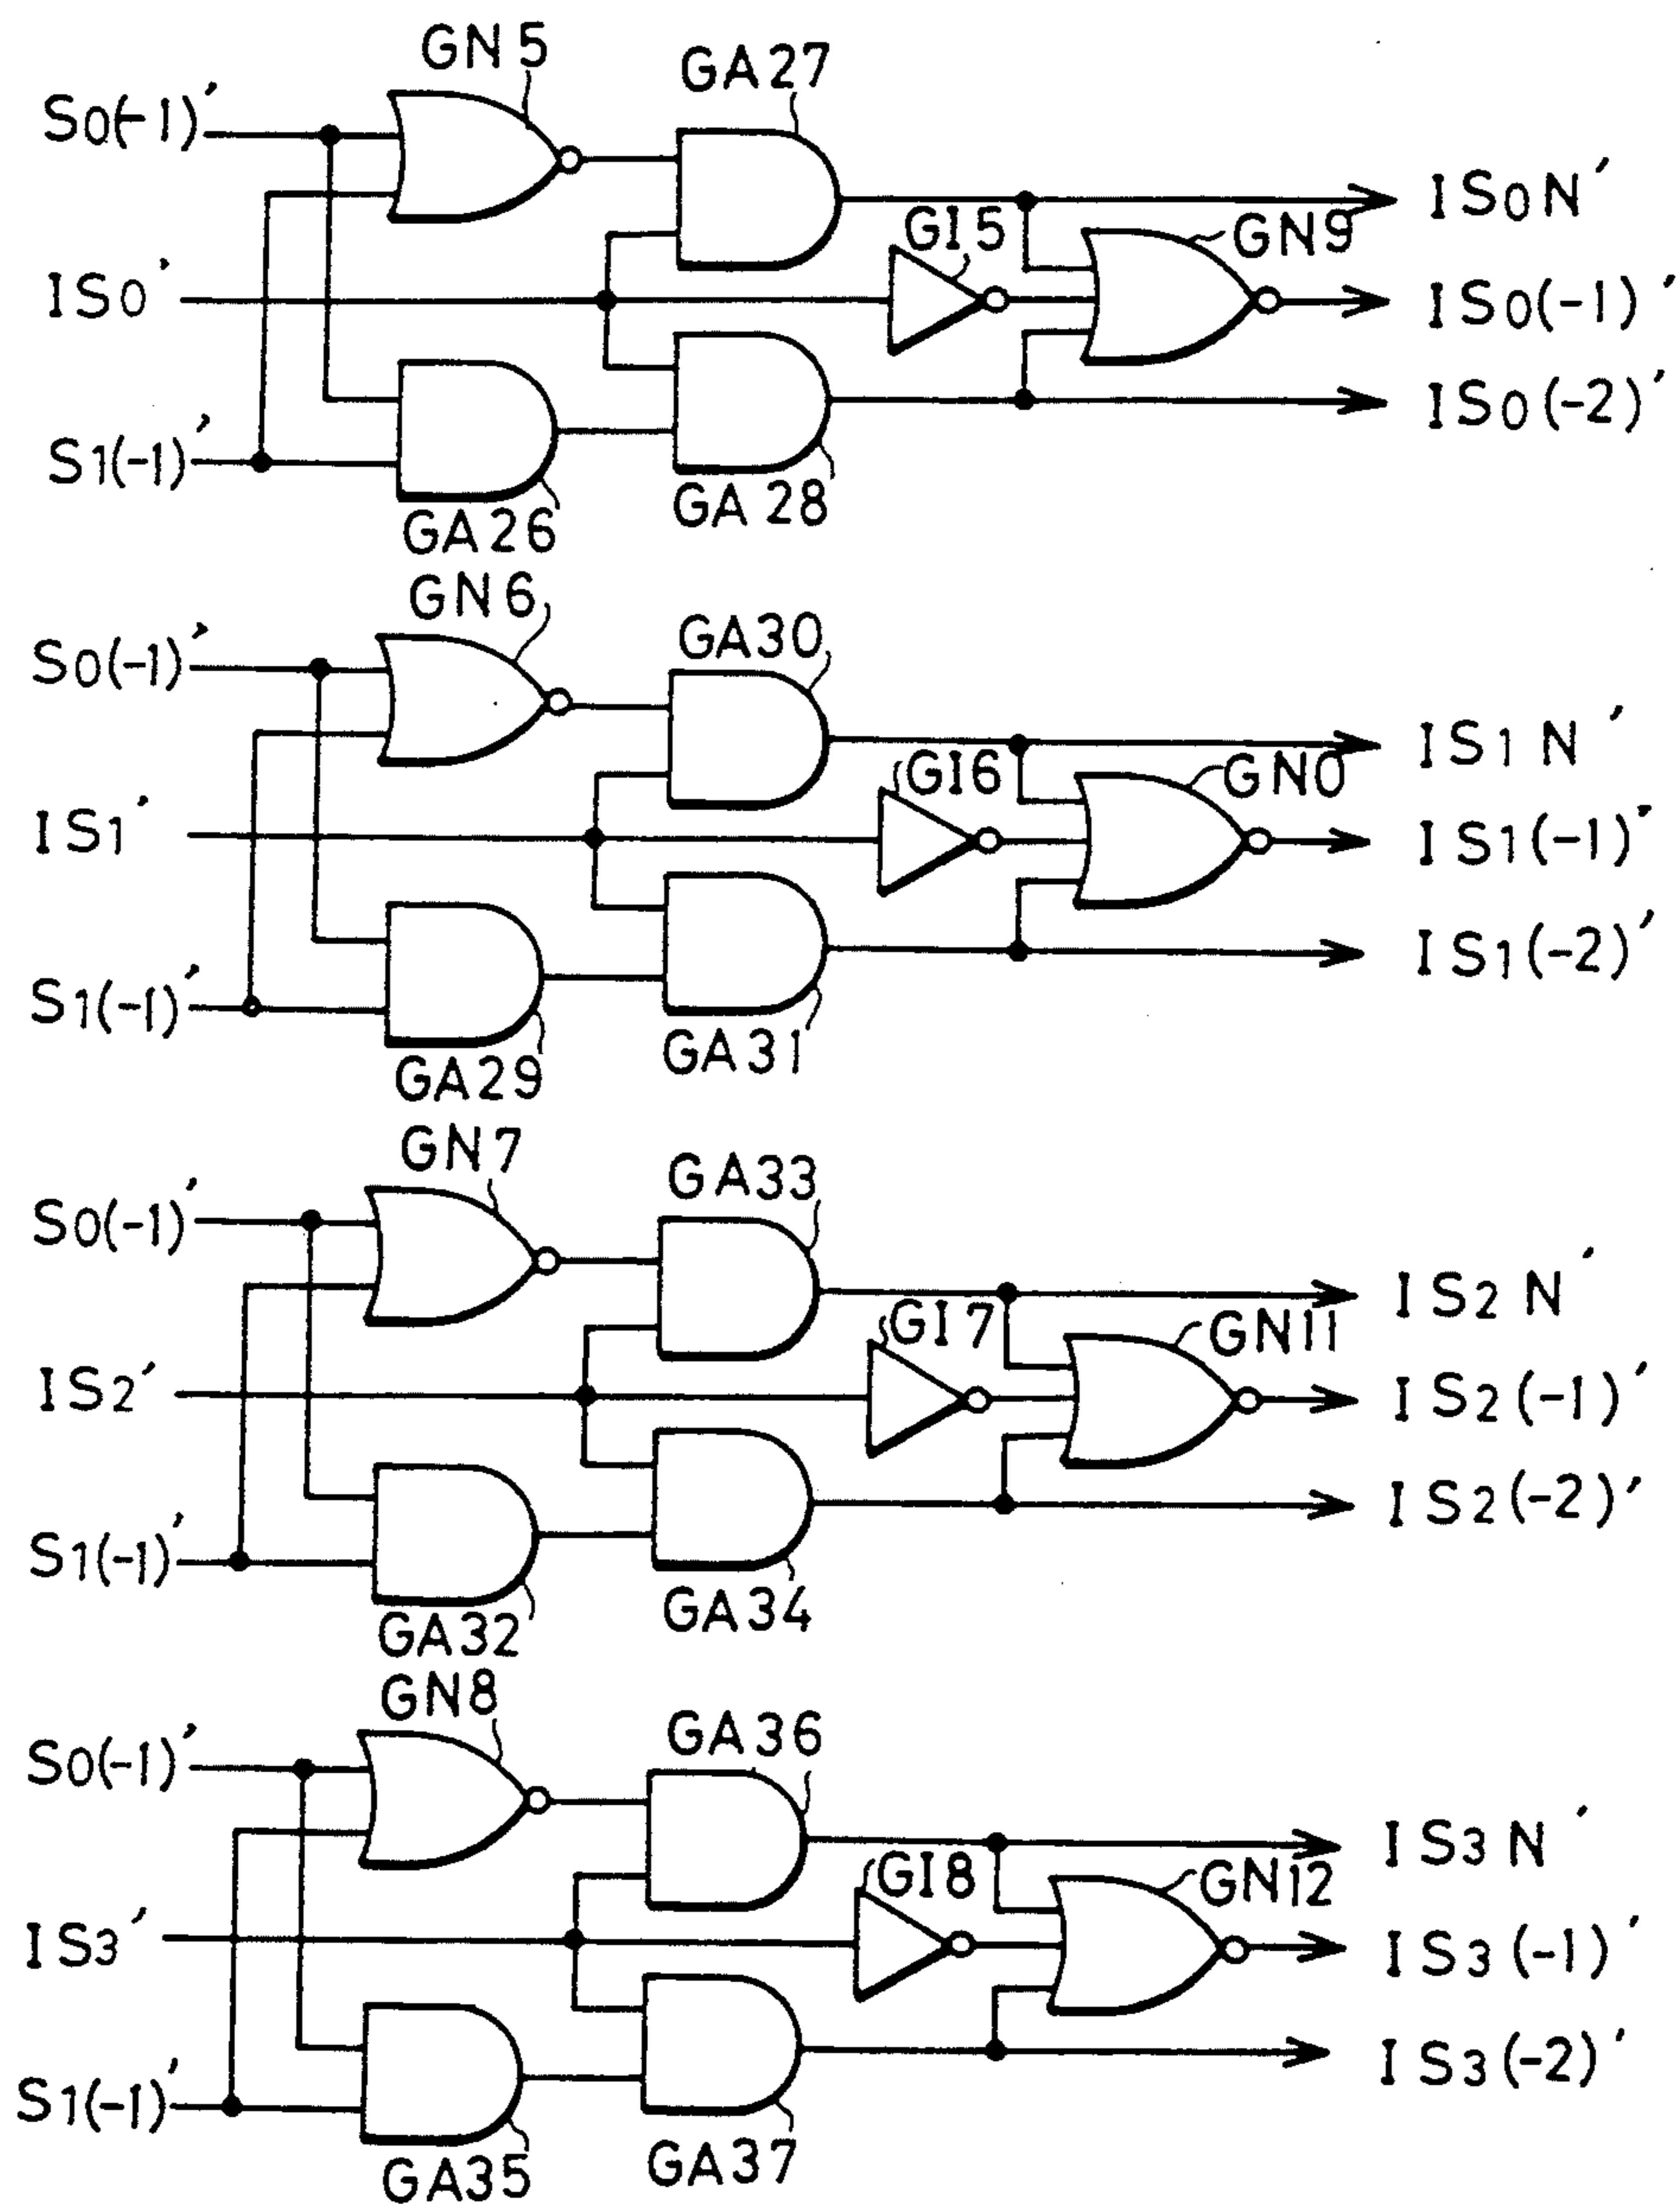 GN5
GA27
S0(-1)′
IS0N′
GI5
GN9
IS0′
IS0(-1)′
IS0(-2)′
S1(-1)′
GA26
GA28
GN6
GA30
S0(-1)′
IS1N′
GI6
GN0
IS1′
IS1(-1)′
IS1(-2)′
S1(-1)′
GA29
GA31
GN7
GA33
S0(-1)′
IS2N′
GI7
GN11
IS2′
IS2(-1)′
IS2(-2)′
S1(-1)′
GA32
GA34
GN8
GA36
S0(-1)′
IS3N′
GI8
GN12
IS3′
IS3(-1)′
IS3(-2)′
S1(-1)′
GA35
GA37